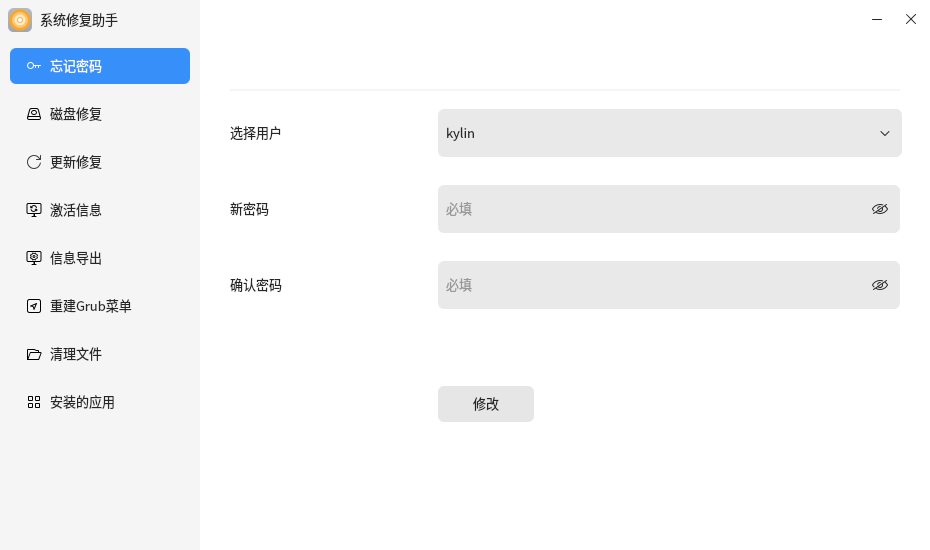 系统修复助手
忘记密码
磁盘修复
更新修复
激活信息
信息导出
重建Grub菜单
清理文件
安装的应用
选择用户
kylin
新密码
必填
确认密码
必填
修改